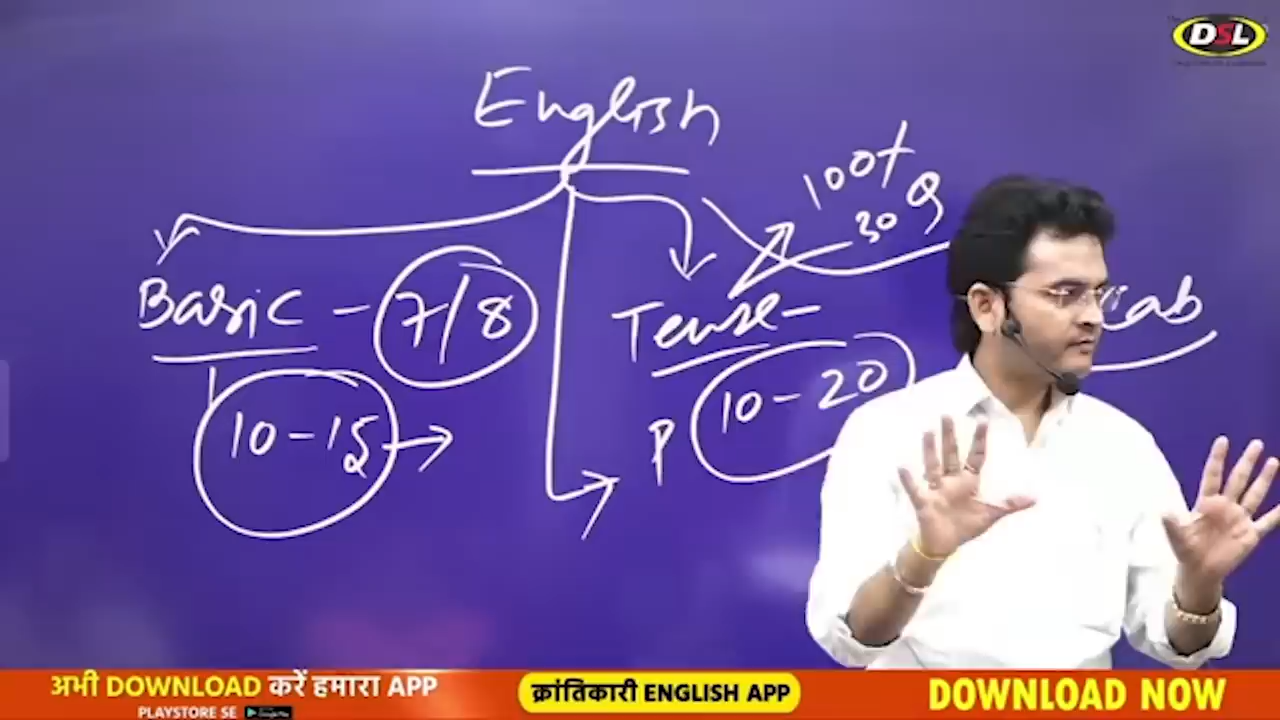 DSL
English
100+
30 Q
Basic - 7/8
Tense -
cab
10-15
P 10-20
अभी DOWNLOAD करें हमारा APP
PLAYSTORE SE
क्रांतिकारी ENGLISH APP
DOWNLOAD NOW